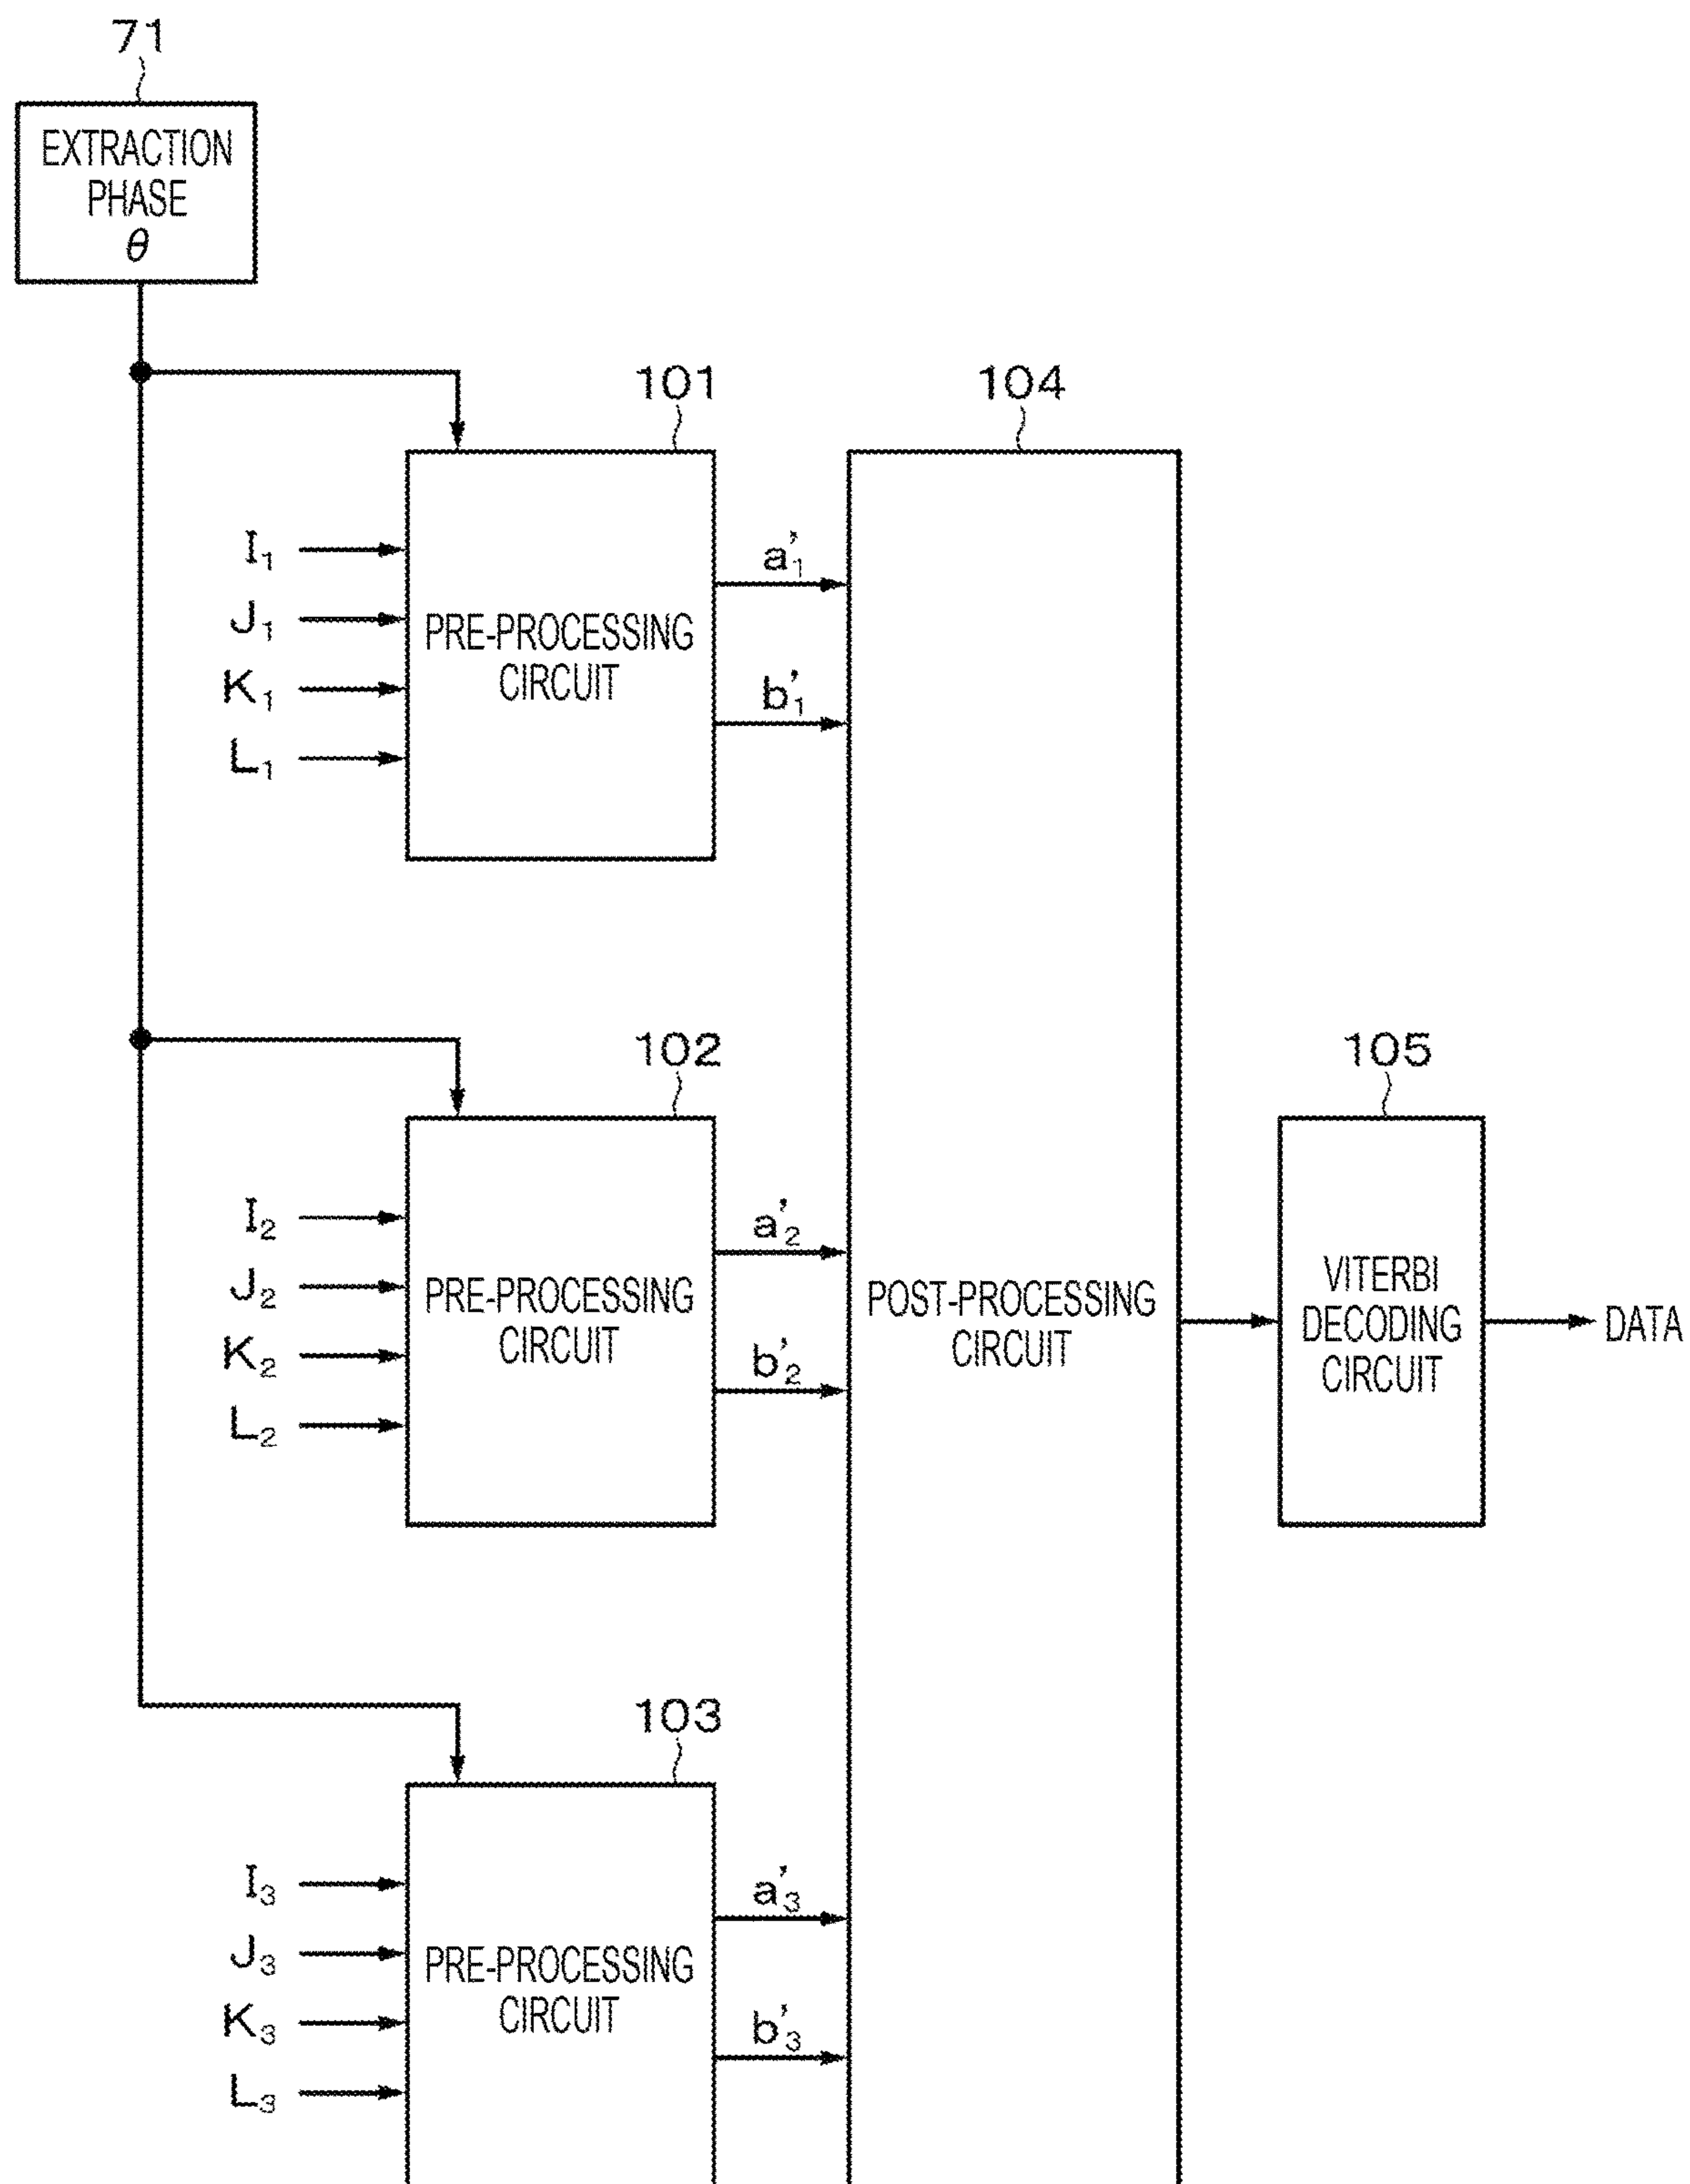 71
EXTRACTION
PHASE
θ
101
104
I₁
J₁
K₁
L₁
PRE-PROCESSING
CIRCUIT
a'₁
b'₁
102
105
I₂
J₂
K₂
L₂
PRE-PROCESSING
CIRCUIT
a'₂
b'₂
POST-PROCESSING
CIRCUIT
VITERBI
DECODING
CIRCUIT
DATA
103
I₃
J₃
K₃
L₃
PRE-PROCESSING
CIRCUIT
a'₃
b'₃